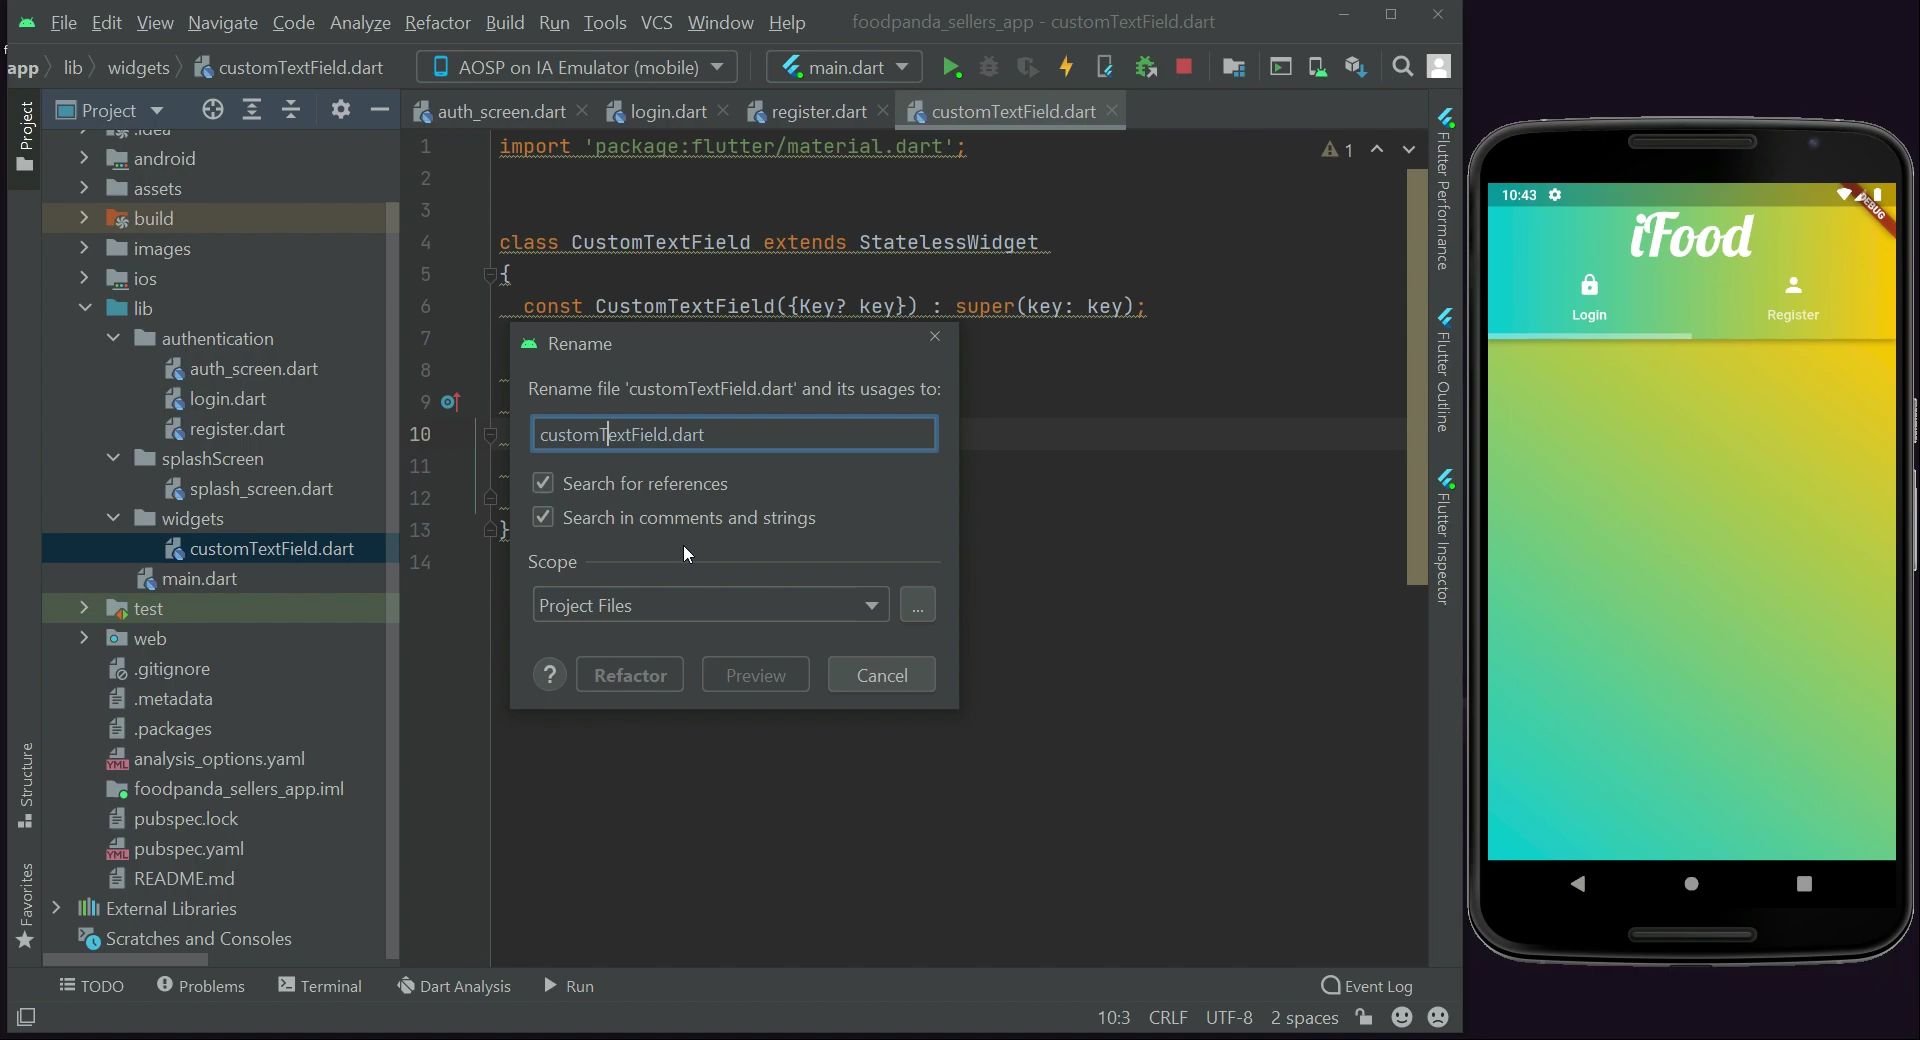 File Edit View Navigate Code Analyze Refactor Build Run Tools VCS Window Help foodpanda_sellers_app - customTextField.dart
app lib widgets customTextField.dart AOSP on IA Emulator (mobile) main.dart
Project auth_screen.dart login.dart register.dart customTextField.dart
Project
Structure
Favorites
.idea
android
assets
build
images
ios
lib
authentication
auth_screen.dart
login.dart
register.dart
splashScreen
splash_screen.dart
widgets
customTextField.dart
main.dart
test
web
.gitignore
.metadata
.packages
analysis_options.yaml
foodpanda_sellers_app.iml
pubspec.lock
pubspec.yaml
README.md
External Libraries
Scratches and Consoles
1 import 'package:flutter/material.dart';
2
3
4 class CustomTextField extends StatelessWidget
5 {
6 const CustomTextField({Key? key}) : super(key: key);
7
8
9
10
11
12
13 }
14
1
Rename
Rename file 'customTextField.dart' and its usages to:
customTextField.dart
Search for references
Search in comments and strings
Scope
Project Files
...
? Refactor Preview Cancel
Flutter Performance
Flutter Outline
Flutter Inspector
TODO Problems Terminal Dart Analysis Run Event Log
10:3 CRLF UTF-8 2 spaces
10:43
DEBUG
iFood
Login Register